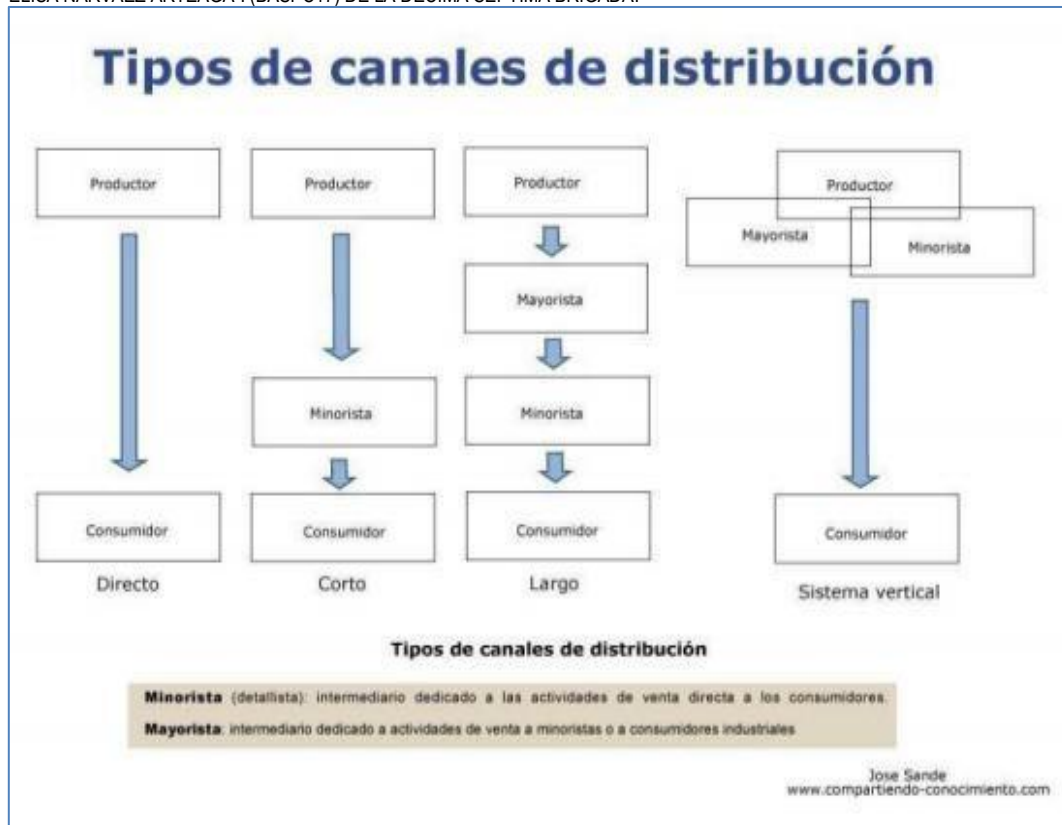 Tipos de canales de distribución
Productor
Consumidor
Directo
Productor
Minorista
Consumidor
Corto
Productor
Mayorista
Minorista
Consumidor
Largo
Productor
Mayorista
Minorista
Consumidor
Sistema vertical
Tipos de canales de distribución
Minorista (detallista): intermediario dedicado a las actividades de venta directa a los consumidores.
Mayorista: intermediario dedicado a actividades de venta a minoristas o a consumidores industriales
Jose Sande
www.compartiendo-conocimiento.com